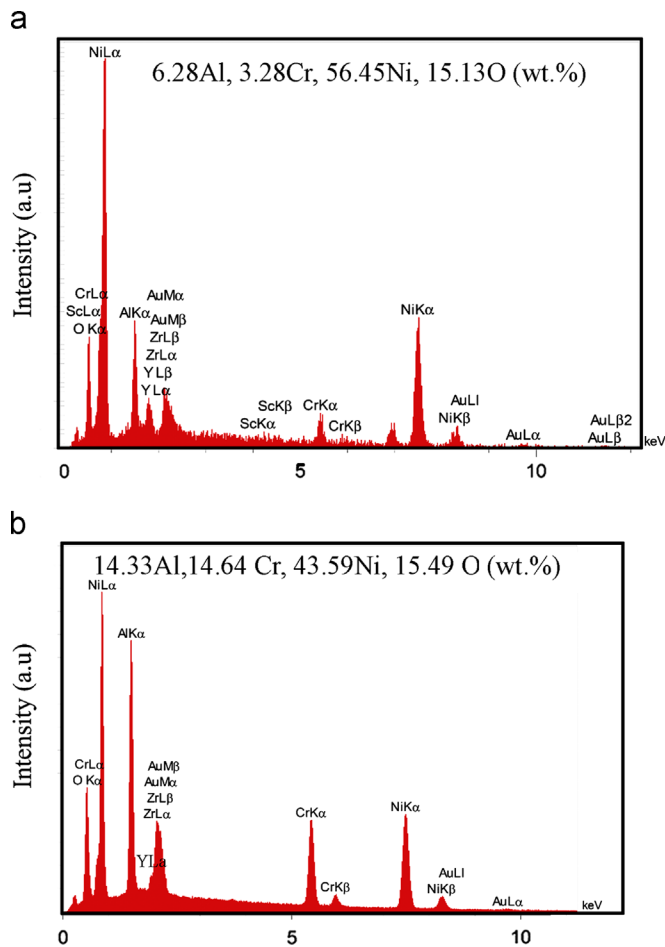 a
6.28Al, 3.28Cr, 56.45Ni, 15.13O (wt.%)
Intensity (a.u)
NiLα
CrLα
ScLα
O Kα
AlKα
AuMα
AuMβ
ZrLβ
ZrLα
Y Lβ
Y Lα
ScKβ
ScKα
CrKα
CrKβ
NiKα
AuLl
NiKβ
AuLα
AuLβ2
AuLβ
0
5
10
keV
b
14.33Al,14.64 Cr, 43.59Ni, 15.49 O (wt.%)
Intensity (a.u)
NiLα
AlKα
CrLα
O Kα
AuMβ
AuMα
ZrLβ
ZrLα
YLa
CrKα
CrKβ
NiKα
AuLl
NiKβ
AuLα
0
5
10
keV